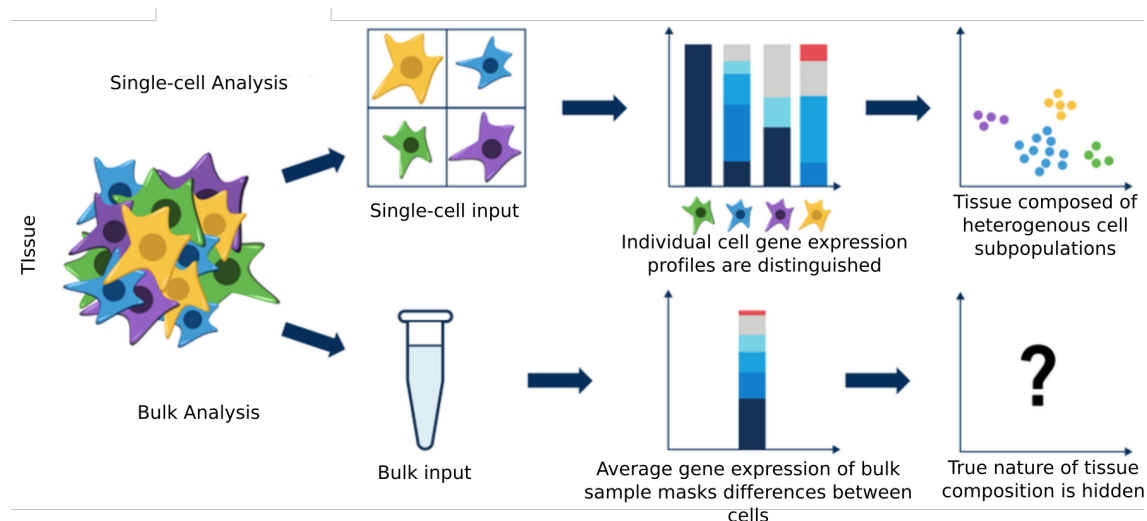 Single-cell Analysis
Tissue
Single-cell input
Individual cell gene expression
profiles are distinguished
Tissue composed of
heterogenous cell
subpopulations
Bulk Analysis
Bulk input
Average gene expression of bulk
sample masks differences between
cells
?
True nature of tissue
composition is hidden